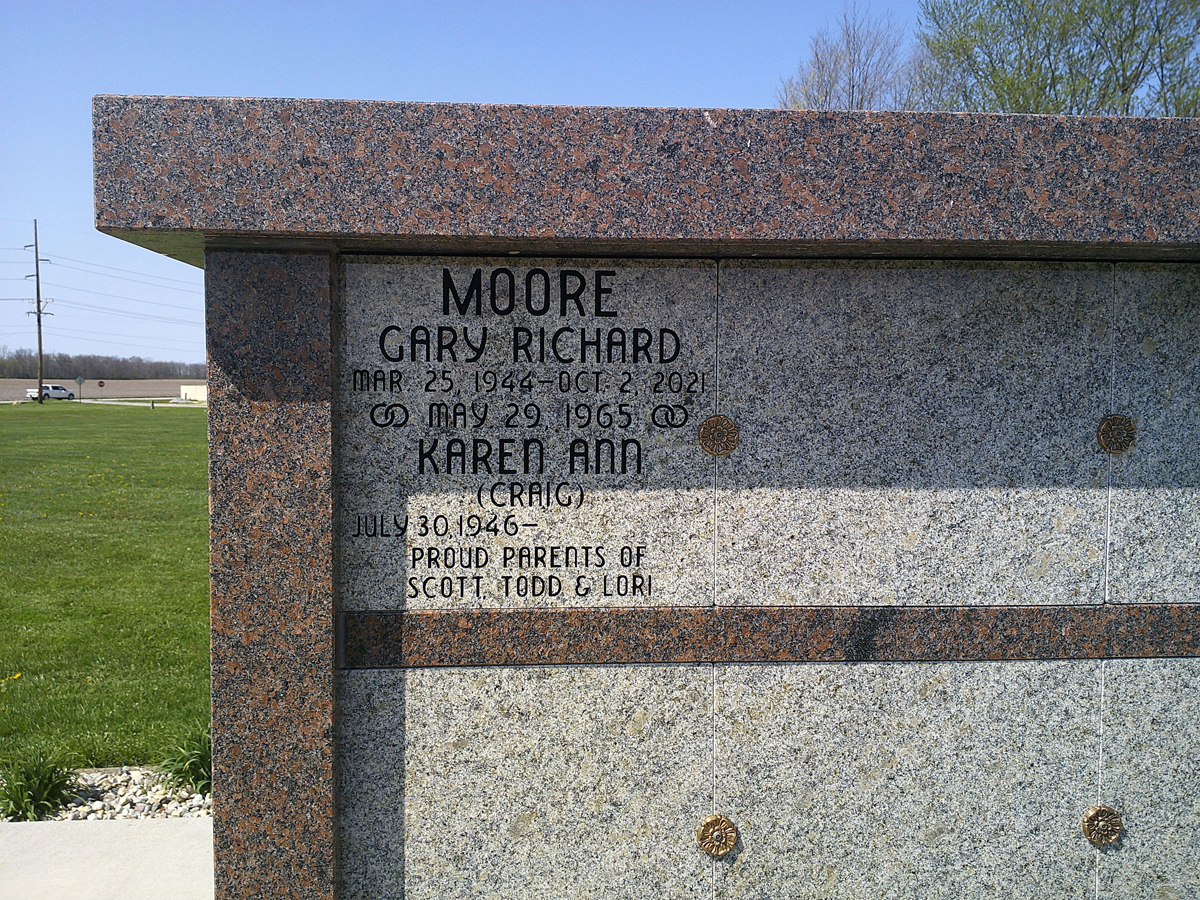 MOORE
GARY RICHARD
MAR. 25, 1944–OCT. 2, 2021
MAY 29, 1965
KAREN ANN
(CRAIG)
JULY 30, 1946–
PROUD PARENTS OF
SCOTT, TODD & LORI